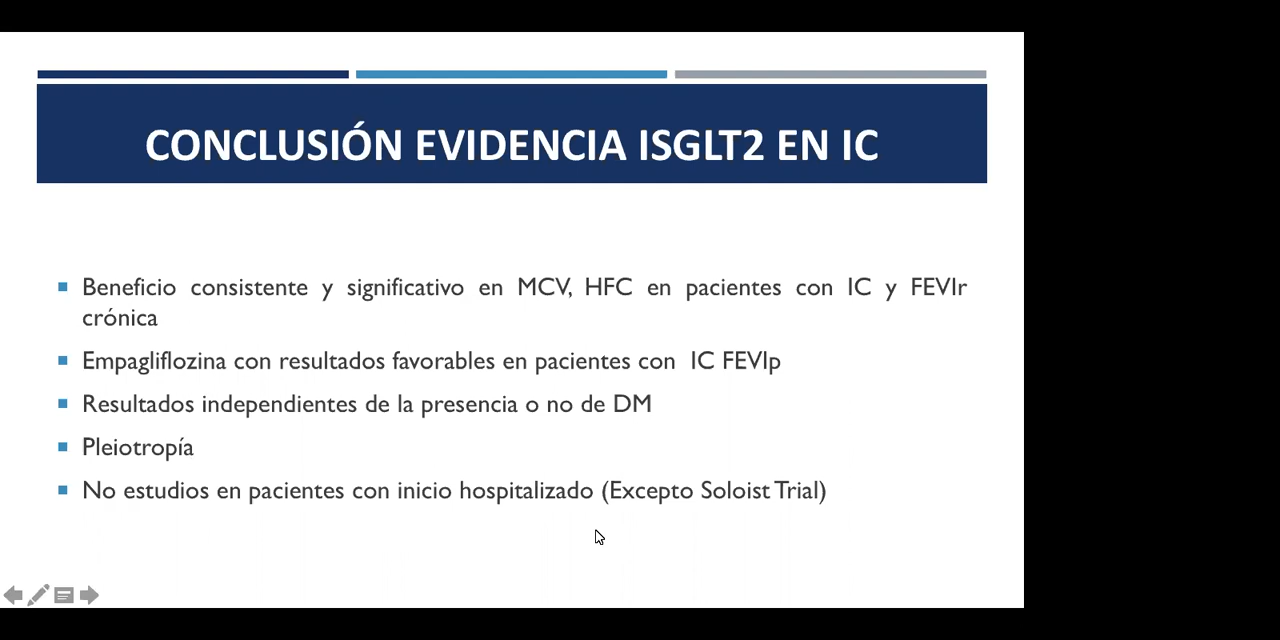 CONCLUSIÓN EVIDENCIA ISGLT2 EN IC
Beneficio consistente y significativo en MCV, HFC en pacientes con IC y FEVIr
crónica
Empagliflozina con resultados favorables en pacientes con IC FEVIp
Resultados independientes de la presencia o no de DM
Pleiotropía
No estudios en pacientes con inicio hospitalizado (Excepto Soloist Trial)